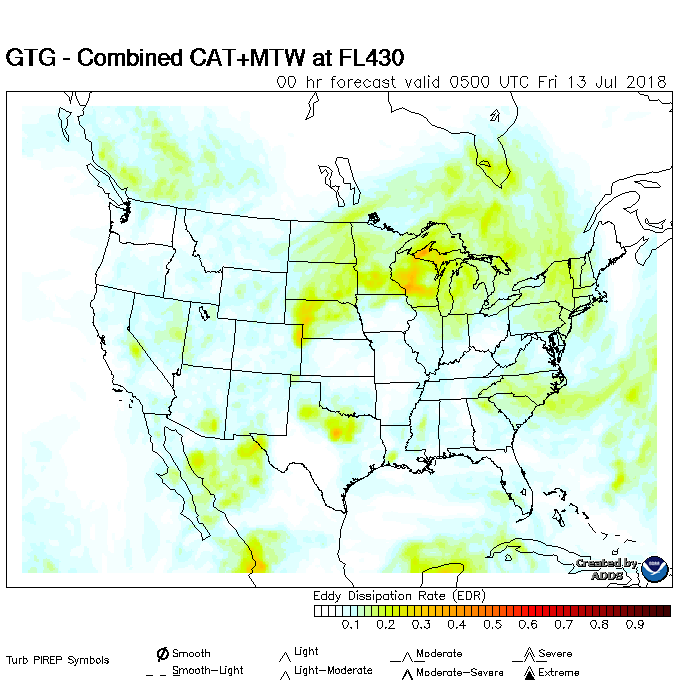 GTG - Combined CAT+MTW at FL430
00 hr forecast valid 0500 UTC Fri 13 Jul 2018
Created by
ADDS
NOAA
Eddy Dissipation Rate (EDR)
0.1 0.2 0.3 0.4 0.5 0.6 0.7 0.8 0.9
Turb PIREP Symbols
Smooth Light Moderate Severe
Smooth-Light Light-Moderate Moderate-Severe Extreme